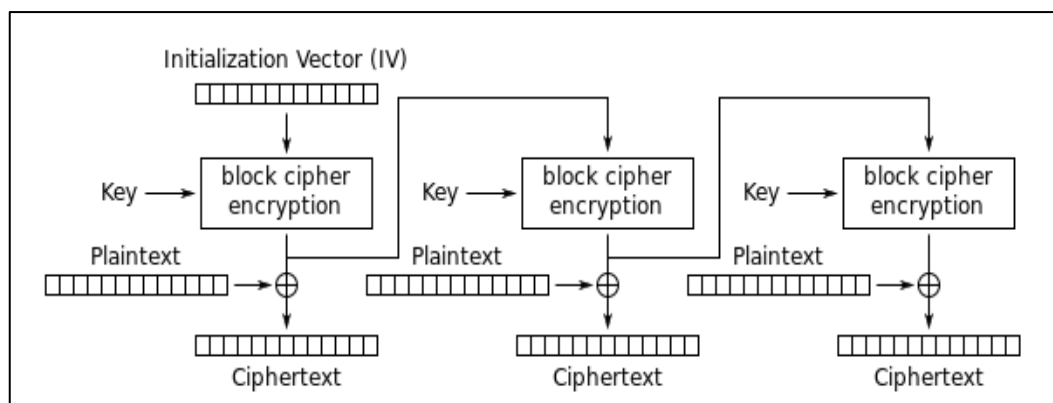 Initialization Vector (IV)
Key
block cipher
encryption
Key
block cipher
encryption
Key
block cipher
encryption
Plaintext
Plaintext
Plaintext
Ciphertext
Ciphertext
Ciphertext